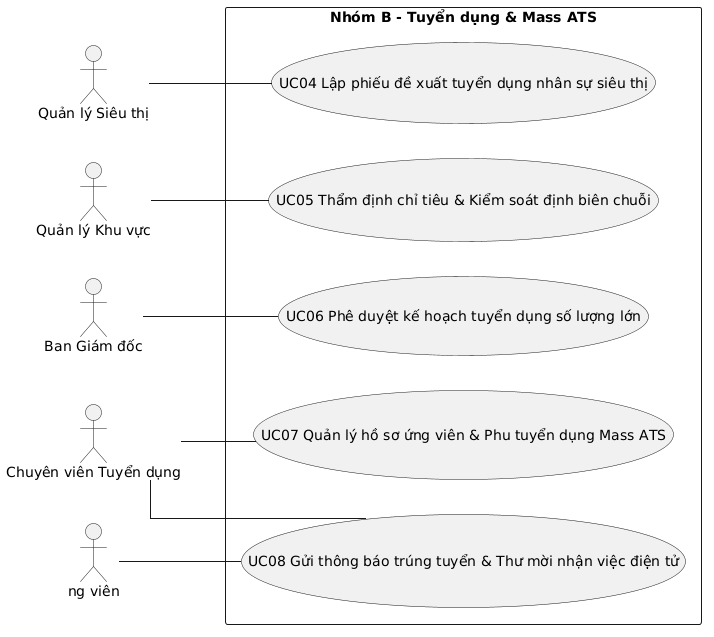 Nhóm B - Tuyển dụng & Mass ATS
Quản lý Siêu thị
UC04 Lập phiếu đề xuất tuyển dụng nhân sự siêu thị
Quản lý Khu vực
UC05 Thẩm định chỉ tiêu & Kiểm soát định biên chuỗi
Ban Giám đốc
UC06 Phê duyệt kế hoạch tuyển dụng số lượng lớn
Chuyên viên Tuyển dụng
UC07 Quản lý hồ sơ ứng viên & Phu tuyển dụng Mass ATS
ng viên
UC08 Gửi thông báo trúng tuyển & Thư mời nhận việc điện tử